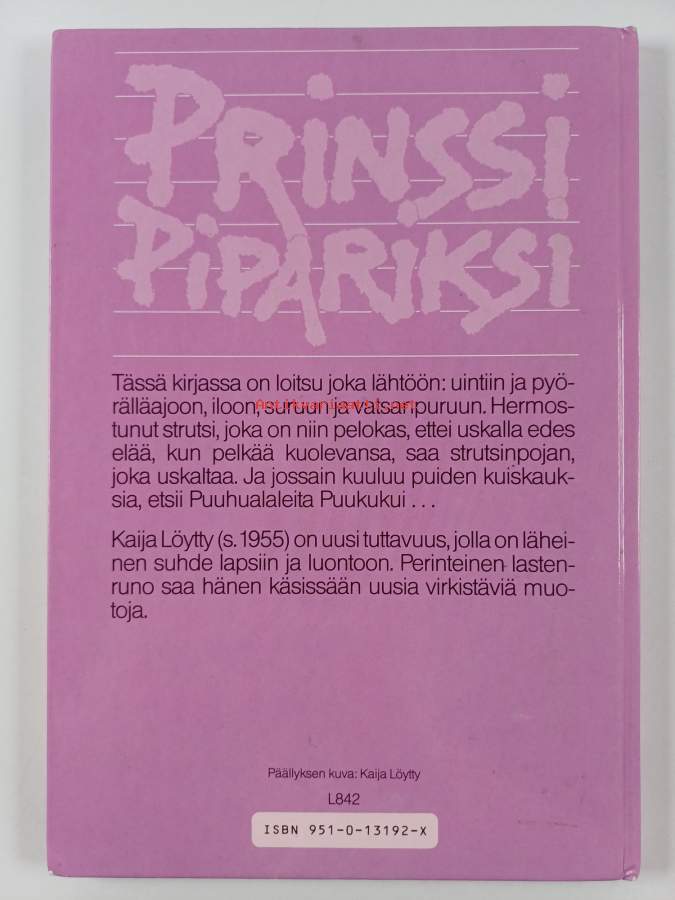 PRINSSI
PIPARIKSI
Tässä kirjassa on loitsu joka lähtöön: uintiin ja pyö-
rälläajoon, iloon, suruun ja vatsanpuruun. Hermos-
Antikvariaatit.net
tunut strutsi, joka on niin pelokas, ettei uskalla edes
elää, kun pelkää kuolevansa, saa strutsinpojan,
joka uskaltaa. Ja jossain kuuluu puiden kuiskauk-
sia, etsii Puuhualaleita Puukukui ...
Kaija Löytty (s. 1955) on uusi tuttavuus, jolla on lähei-
nen suhde lapsiin ja luontoon. Perinteinen lasten-
runo saa hänen käsissään uusia virkistäviä muo-
toja.
Päällyksen kuva: Kaija Löytty
L842
ISBN 951-0-13192-X